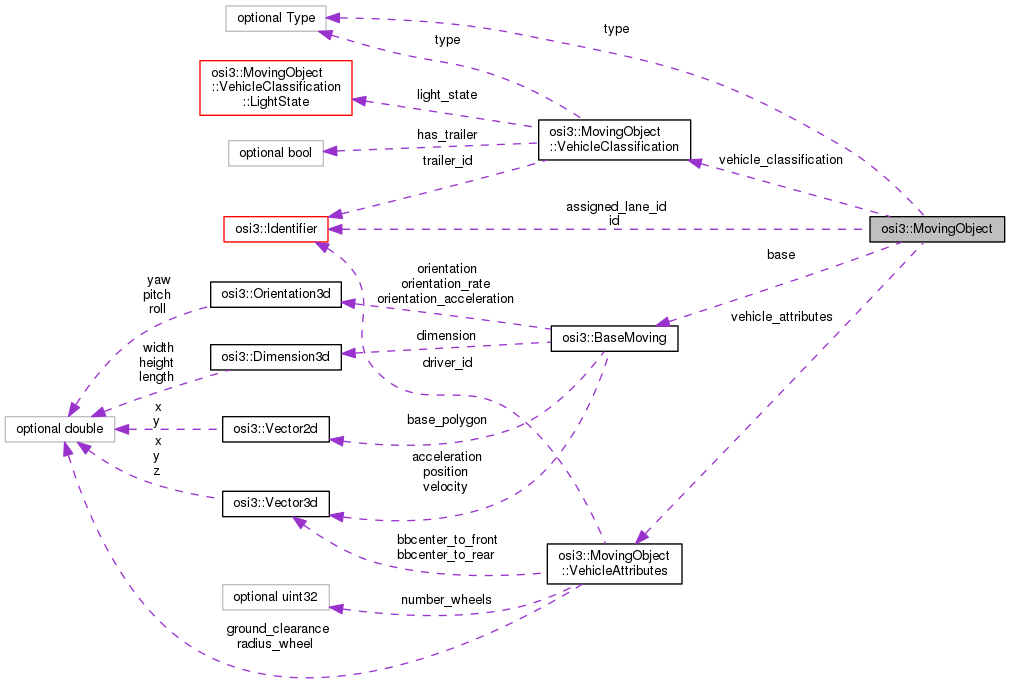 optional Type
type
type
osi3::MovingObject
::VehicleClassification
::LightState
light_state
osi3::MovingObject
::VehicleClassification
has_trailer
optional bool
trailer_id
vehicle_classification
assigned_lane_id
id
osi3::Identifier
osi3::MovingObject
base
orientation
orientation_rate
orientation_acceleration
yaw
pitch
roll
osi3::Orientation3d
vehicle_attributes
dimension
osi3::BaseMoving
width
height
length
osi3::Dimension3d
driver_id
x
y
optional double
osi3::Vector2d
base_polygon
x
y
z
acceleration
position
velocity
osi3::Vector3d
bbcenter_to_front
bbcenter_to_rear
osi3::MovingObject
::VehicleAttributes
optional uint32
number_wheels
ground_clearance
radius_wheel